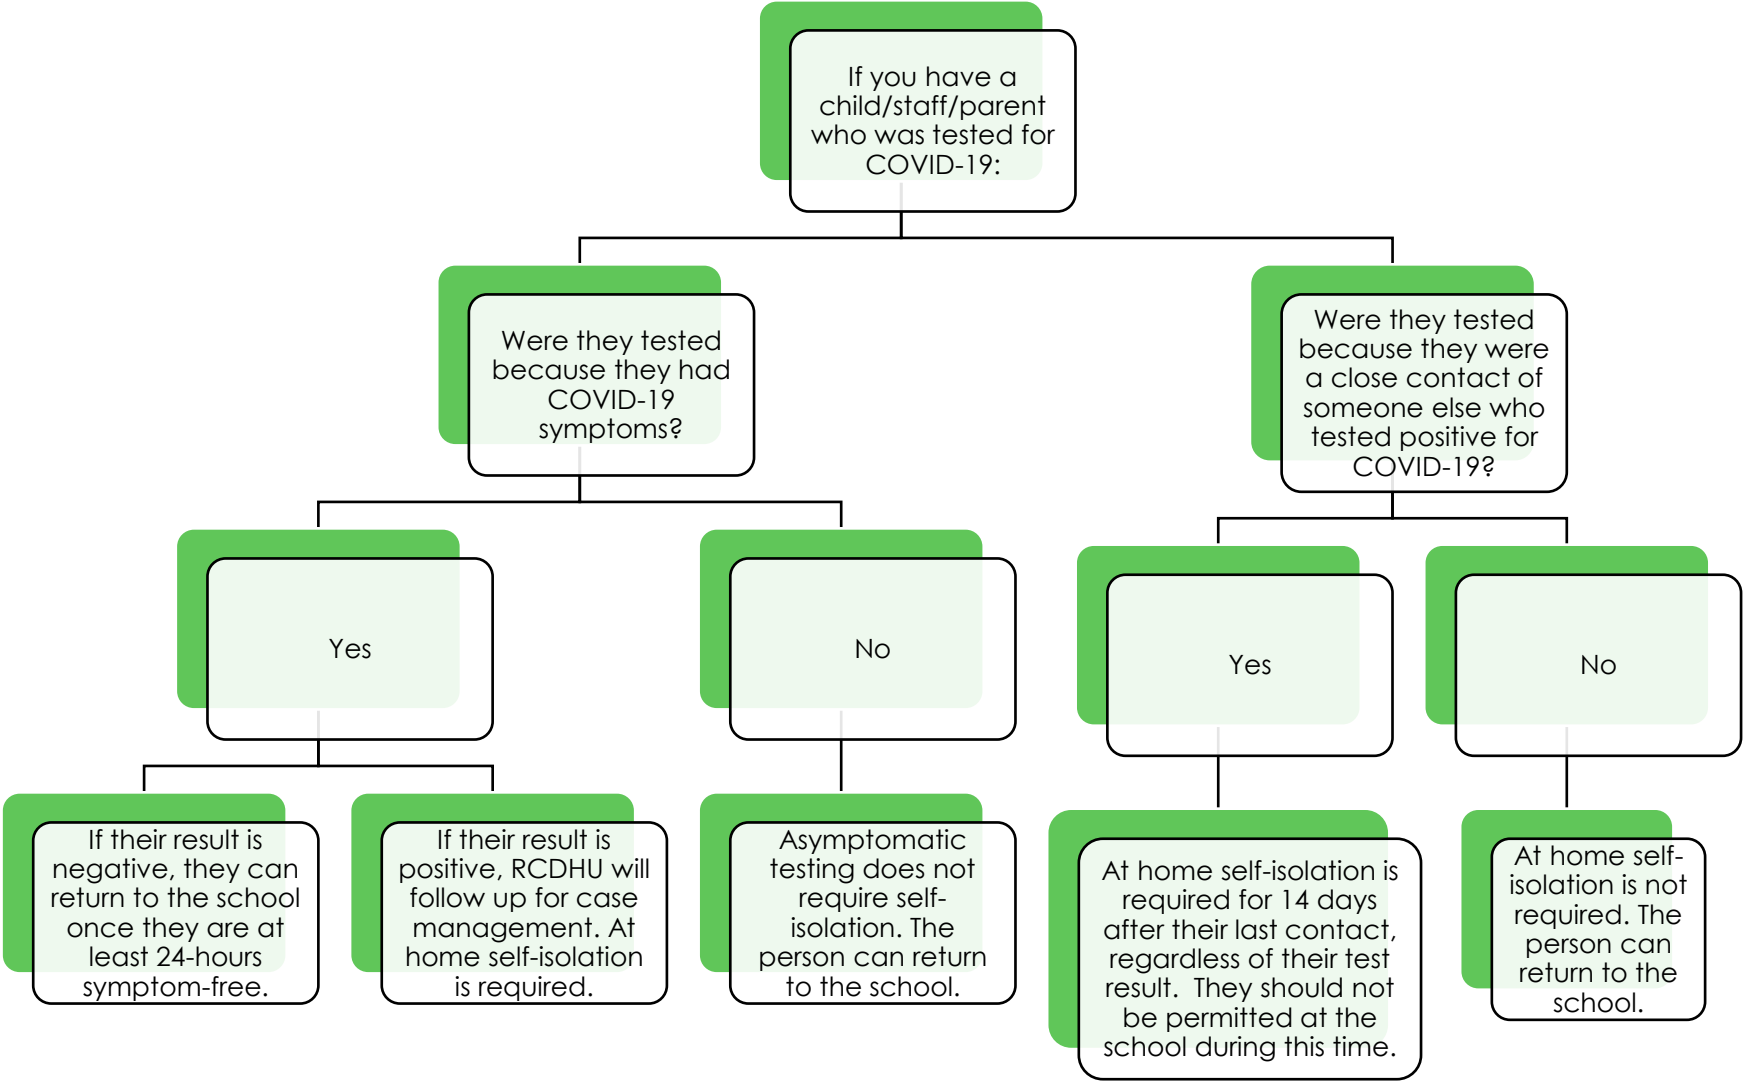 If you have a
child/staff/parent
who was tested for
COVID-19:
Were they tested
because they had
COVID-19
symptoms?
Were they tested
because they were
a close contact of
someone else who
tested positive for
COVID-19?
Yes
No
Yes
No
If their result is
negative, they can
return to the school
once they are at
least 24-hours
symptom-free.
If their result is
positive, RCDHU will
follow up for case
management. At
home self-isolation
is required.
Asymptomatic
testing does not
require self-
isolation. The
person can return
to the school.
At home self-isolation is
required for 14 days
after their last contact,
regardless of their test
result.  They should not
be permitted at the
school during this time.
At home self-
isolation is not
required. The
person can
return to the
school.